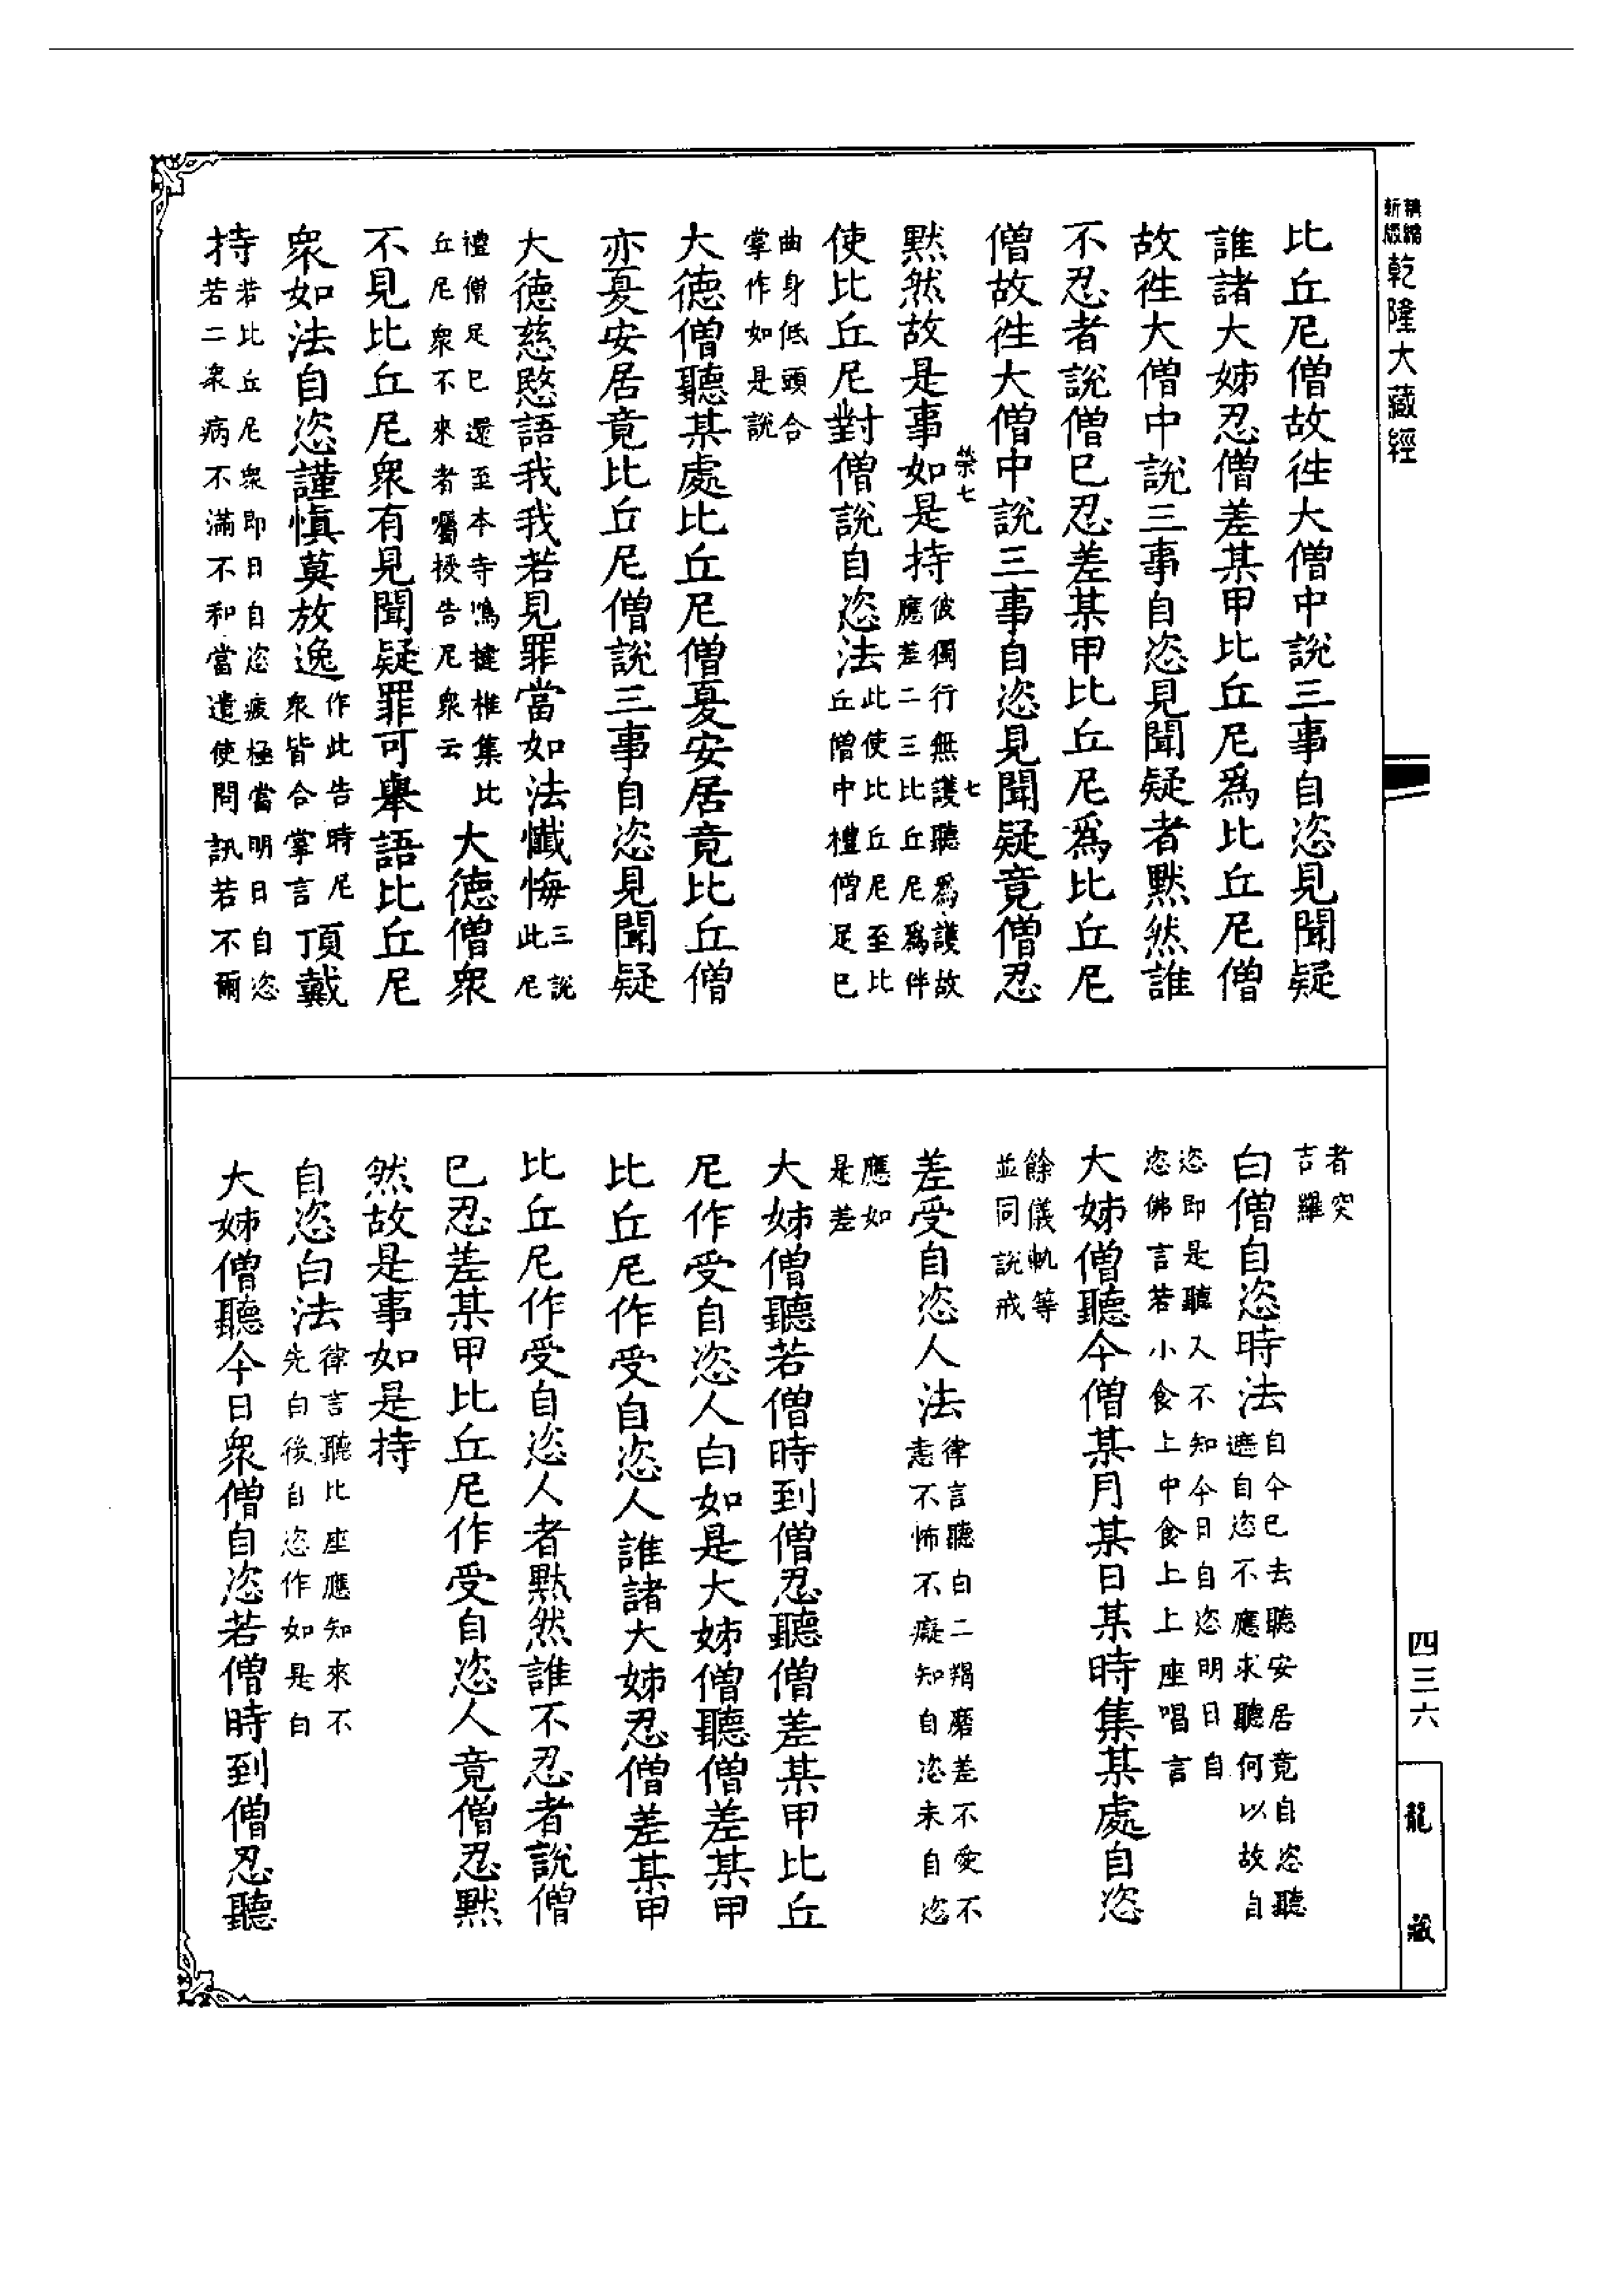 精縮
新版
乾隆大藏經
比丘尼僧故徃大僧中說三事自恣見聞疑
誰諸大姊忍僧差某甲比丘尼爲比丘尼僧
故徃大僧中說三事自恣見聞疑者默然誰
不忍者說僧巳忍差某甲比丘尼爲比丘尼
僧故徃大僧中說三事自恣見聞疑竟僧忍
默然故是事如是持彼獨行無護聽爲護故
應差二三比丘尼爲伴
七
使比丘尼對僧說自恣法此使比丘尼至比
丘僧中禮僧足巳
曲身低頭合
掌作如是說
大德僧聽某處比丘尼僧夏安居竟比丘僧
亦夏安居竟比丘尼僧說三事自恣見聞疑
大德慈愍語我我若見罪當如法懺悔三說
此尼
禮僧足巳還至本寺鳴揵椎集比
丘尼衆不來者囑授告尼衆云大德僧衆
不見比丘尼衆有見聞疑罪可舉語比丘尼
衆如法自恣謹愼莫放逸作此告時尼
衆皆合掌言頂戴
持若比丘尼衆即日自恣疲極當明日自恣
若二衆病不滿不和當遣使問訊若不爾
者突
吉羅
白僧自恣時法自今巳去聽安居竟自恣聽
遮自恣不應求聽何以故自
恣即是聽又不知今日自恣明日自
恣佛言若小食上中食上上座唱言
大姊僧聽今僧某月某日某時集某處自恣
餘儀軌等
並同說戒
差受自恣人法律言聽白二羯磨差不愛不
恚不怖不癡知自恣未自恣
應如
是差
大姊僧聽若僧時到僧忍聽僧差某甲比丘
尼作受自恣人白如是大姊僧聽僧差某甲
比丘尼作受自恣人誰諸大姊忍僧差某甲
比丘尼作受自恣人者默然誰不忍者說僧
巳忍差某甲比丘尼作受自恣人竟僧忍默
然故是事如是持
自恣白法律言聽比座應知來不
先白後自恣作如是白
大姊僧聽今日衆僧自恣若僧時到僧忍聽
四三六
龍藏